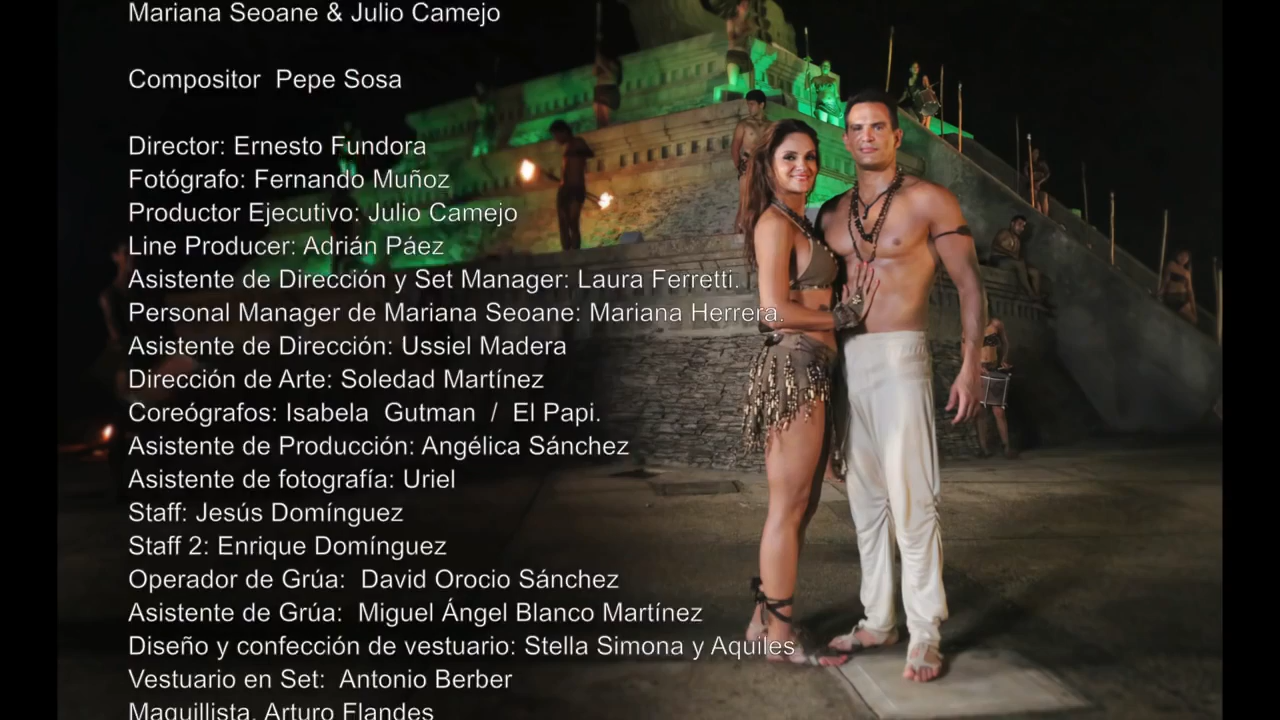 Mariana Seoane & Julio Camejo
Compositor  Pepe Sosa
Director: Ernesto Fundora
Fotógrafo: Fernando Muñoz
Productor Ejecutivo: Julio Camejo
Line Producer: Adrián Páez
Asistente de Dirección y Set Manager: Laura Ferretti.
Personal Manager de Mariana Seoane: Mariana Herrera.
Asistente de Dirección: Ussiel Madera
Dirección de Arte: Soledad Martínez
Coreógrafos: Isabela  Gutman  /  El Papi.
Asistente de Producción: Angélica Sánchez
Asistente de fotografía: Uriel
Staff: Jesús Domínguez
Staff 2: Enrique Domínguez
Operador de Grúa:  David Orocio Sánchez
Asistente de Grúa:  Miguel Ángel Blanco Martínez
Diseño y confección de vestuario: Stella Simona y Aquiles
Vestuario en Set:  Antonio Berber
Maquillista. Arturo Flandes